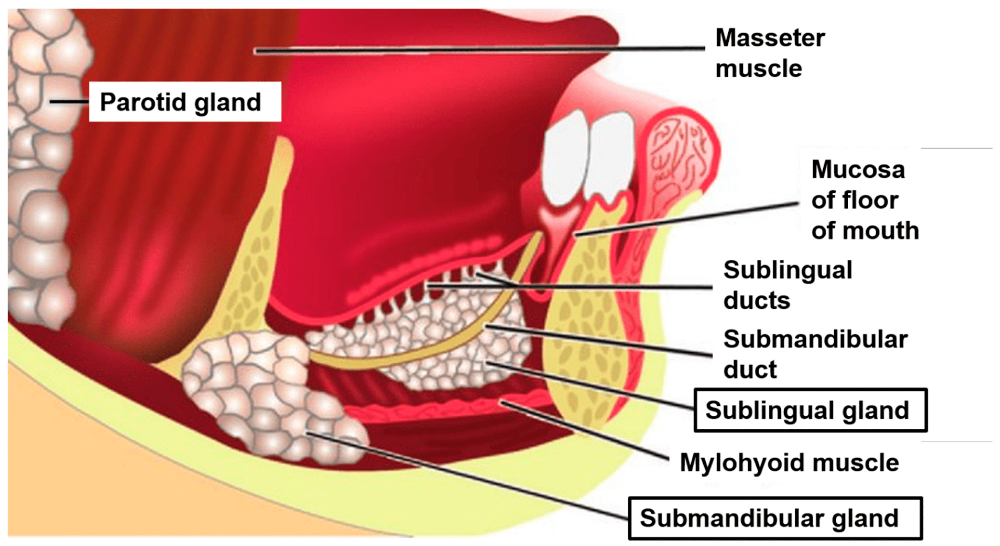 Masseter
muscle
Parotid gland
Mucosa
of floor
of mouth
Sublingual
ducts
Submandibular
duct
Sublingual gland
Mylohyoid muscle
Submandibular gland